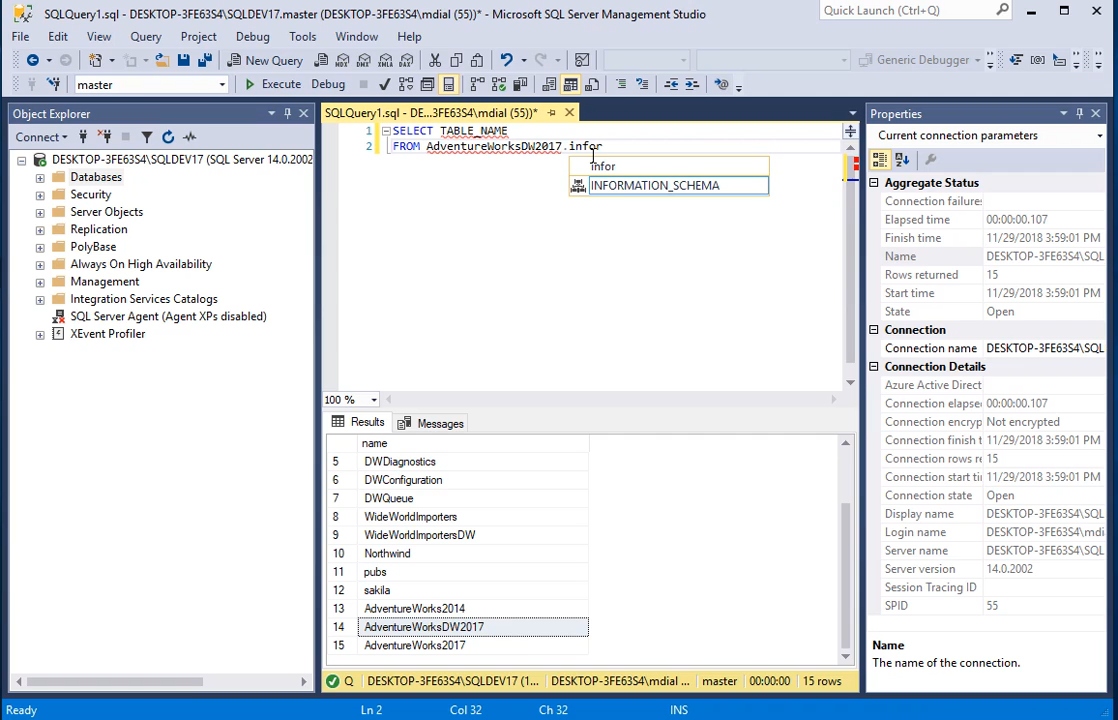 SQLQuery1.sql - DESKTOP-3FE63S4\SQLDEV17.master (DESKTOP-3FE63S4\mdial (55))* - Microsoft SQL Server Management Studio
Quick Launch (Ctrl+Q)
File Edit View Query Project Debug Tools Window Help
New Query
MDX DMX XMLA DAX
Generic Debugger
master
Execute Debug
Object Explorer
Connect
DESKTOP-3FE63S4\SQLDEV17 (SQL Server 14.0.2002
Databases
Security
Server Objects
Replication
PolyBase
Always On High Availability
Management
Integration Services Catalogs
SQL Server Agent (Agent XPs disabled)
XEvent Profiler
SQLQuery1.sql - DE...3FE63S4\mdial (55))*
1 SELECT TABLE_NAME
2 FROM AdventureWorksDW2017.infor
infor
INFORMATION_SCHEMA
100 %
Results Messages
name
5 DWDiagnostics
6 DWConfiguration
7 DWQueue
8 WideWorldImporters
9 WideWorldImportersDW
10 Northwind
11 pubs
12 sakila
13 AdventureWorks2014
14 AdventureWorksDW2017
15 AdventureWorks2017
Q DESKTOP-3FE63S4\SQLDEV17 (1... DESKTOP-3FE63S4\mdial ... master 00:00:00 15 rows
Properties
Current connection parameters
Aggregate Status
Connection failures
Elapsed time 00:00:00.107
Finish time 11/29/2018 3:59:01 PM
Name DESKTOP-3FE63S4\SQL
Rows returned 15
Start time 11/29/2018 3:59:01 PM
State Open
Connection
Connection name DESKTOP-3FE63S4\SQL
Connection Details
Azure Active Direct
Connection elapsed 00:00:00.107
Connection encryp Not encrypted
Connection finish t 11/29/2018 3:59:01 PM
Connection rows re 15
Connection start ti 11/29/2018 3:59:01 PM
Connection state Open
Display name DESKTOP-3FE63S4\SQL
Login name DESKTOP-3FE63S4\mdi
Server name DESKTOP-3FE63S4\SQL
Server version 14.0.2002
Session Tracing ID
SPID 55
Name
The name of the connection.
Ready Ln 2 Col 32 Ch 32 INS